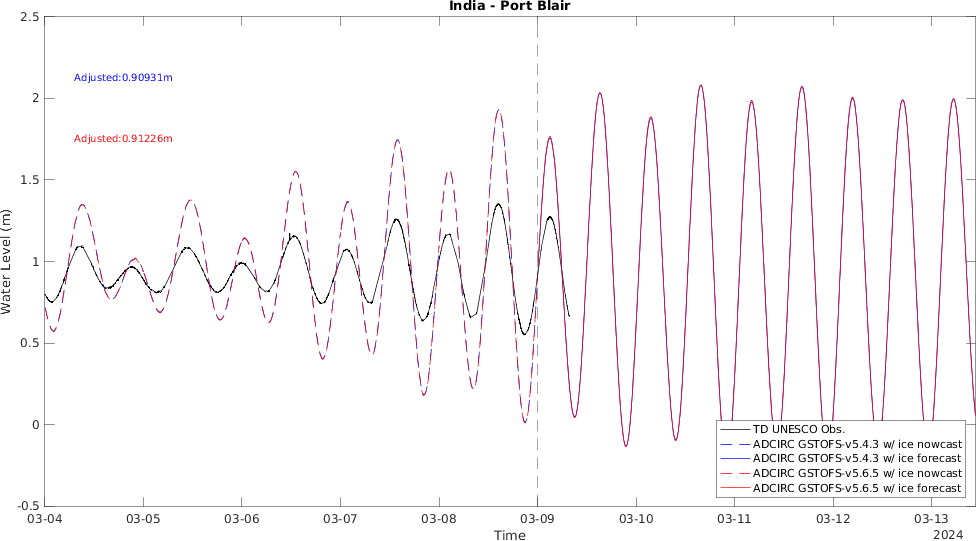 India - Port Blair
2.5
2
1.5
1
0.5
0
-0.5
Water Level (m)
Adjusted:0.90931m
Adjusted:0.91226m
TD UNESCO Obs.
ADCIRC GSTOFS-v5.4.3 w/ ice nowcast
ADCIRC GSTOFS-v5.4.3 w/ ice forecast
ADCIRC GSTOFS-v5.6.5 w/ ice nowcast
ADCIRC GSTOFS-v5.6.5 w/ ice forecast
03-04 03-05 03-06 03-07 03-08 03-09 03-10 03-11 03-12 03-13
Time
2024